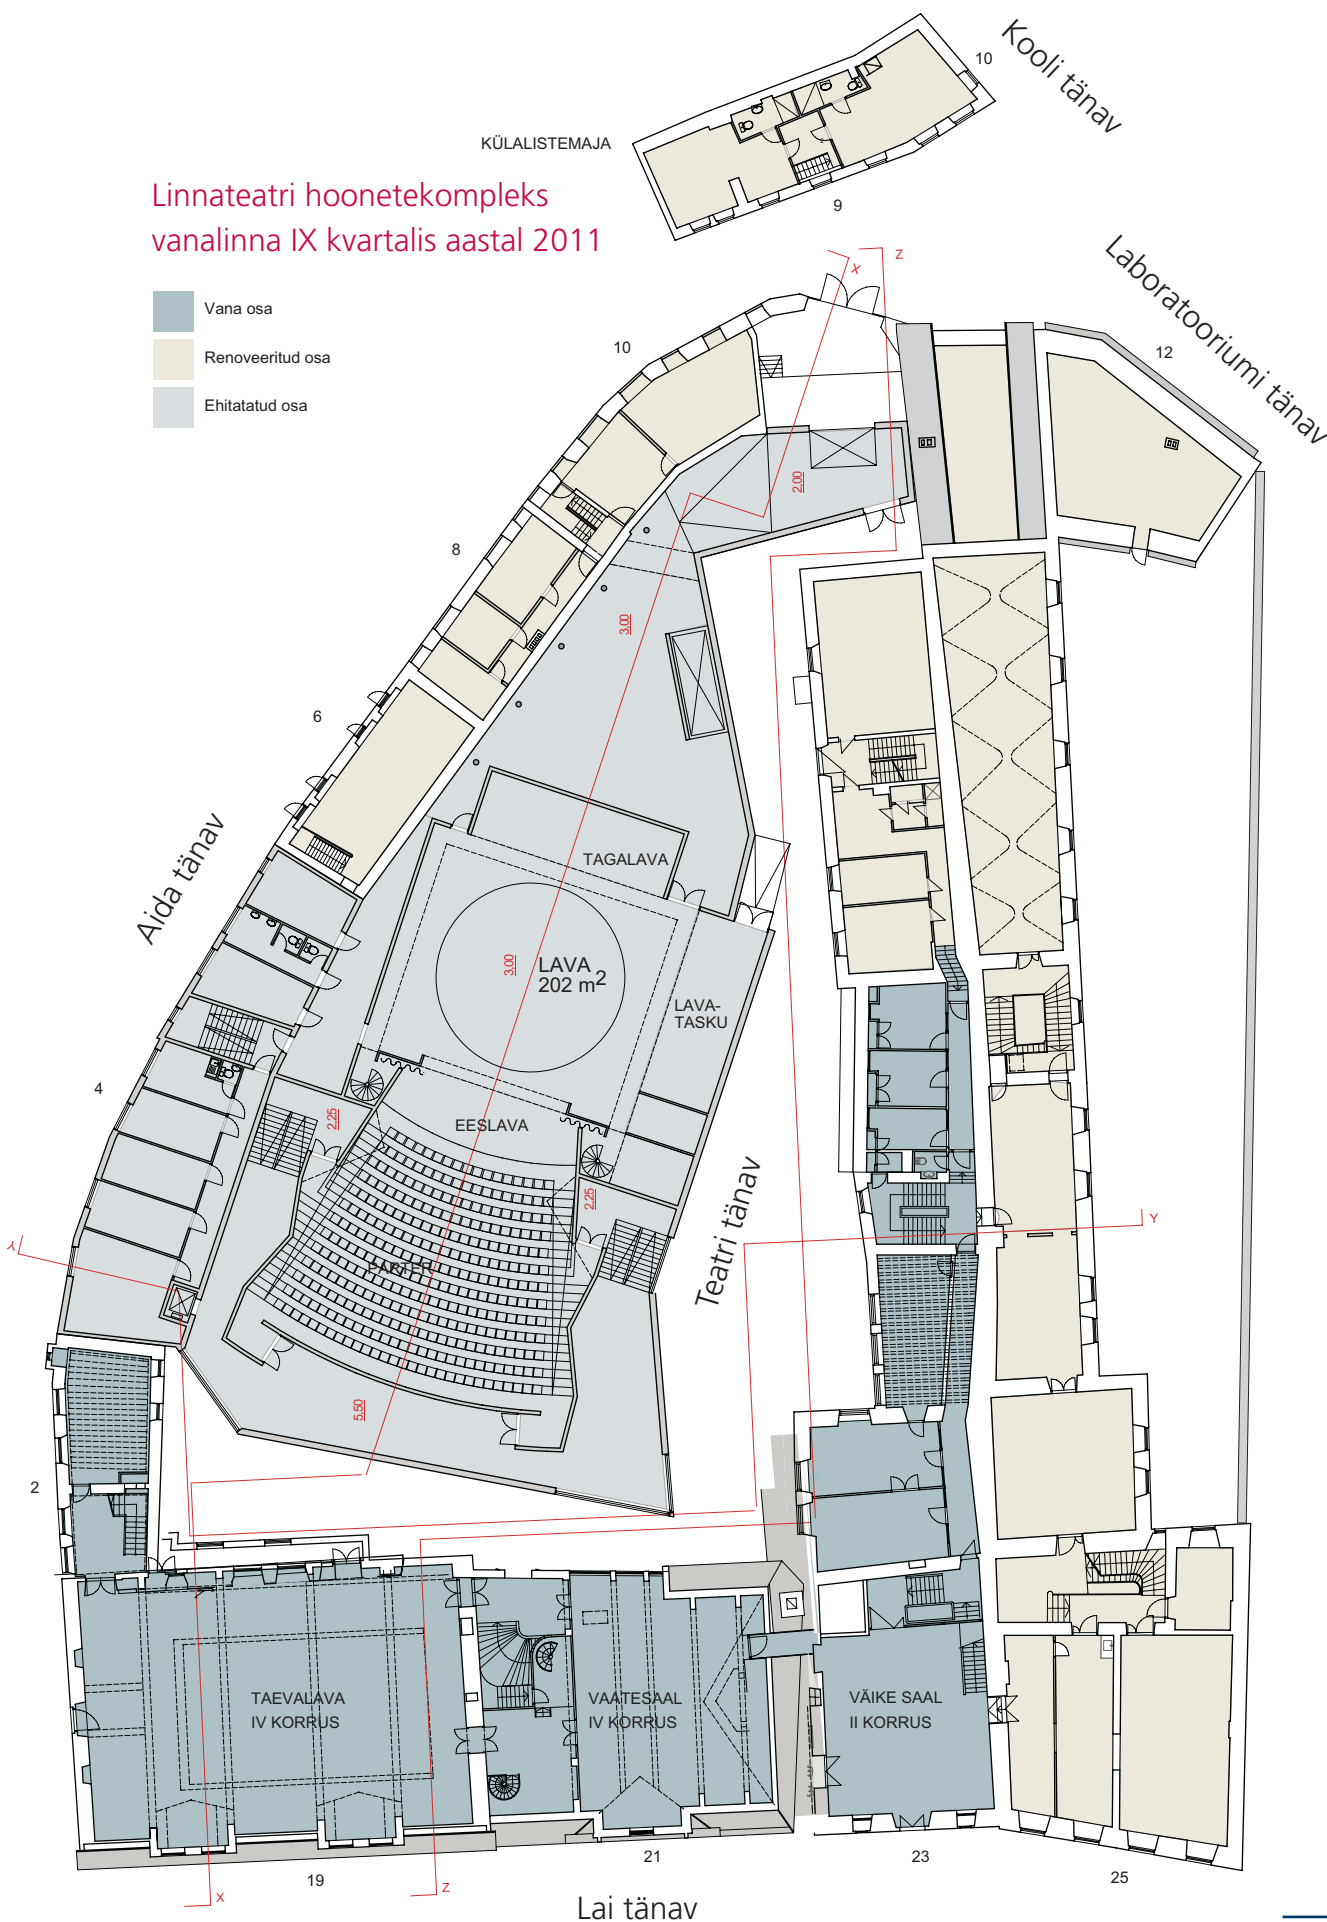 Kooli tänav
10
KÜLALISTEMAJA
9
Linnateatri hoonetekompleks
vanalinna IX kvartalis aastal 2011
Vana osa
Renoveeritud osa
Ehitatatud osa
X
Z
Laboratooriumi tänav
12
10
2,00
8
3,00
6
TAGALAVA
Aida tänav
3,00
LAVA
202 m2
LAVA-
TASKU
4
2,25
EESLAVA
2,25
Teatri tänav
Y
Y
PARTER
5,50
2
TAEVALAVA
IV KORRUS
VAATESAAL
IV KORRUS
VÄIKE SAAL
II KORRUS
19
21
23
25
X
Z
Lai tänav